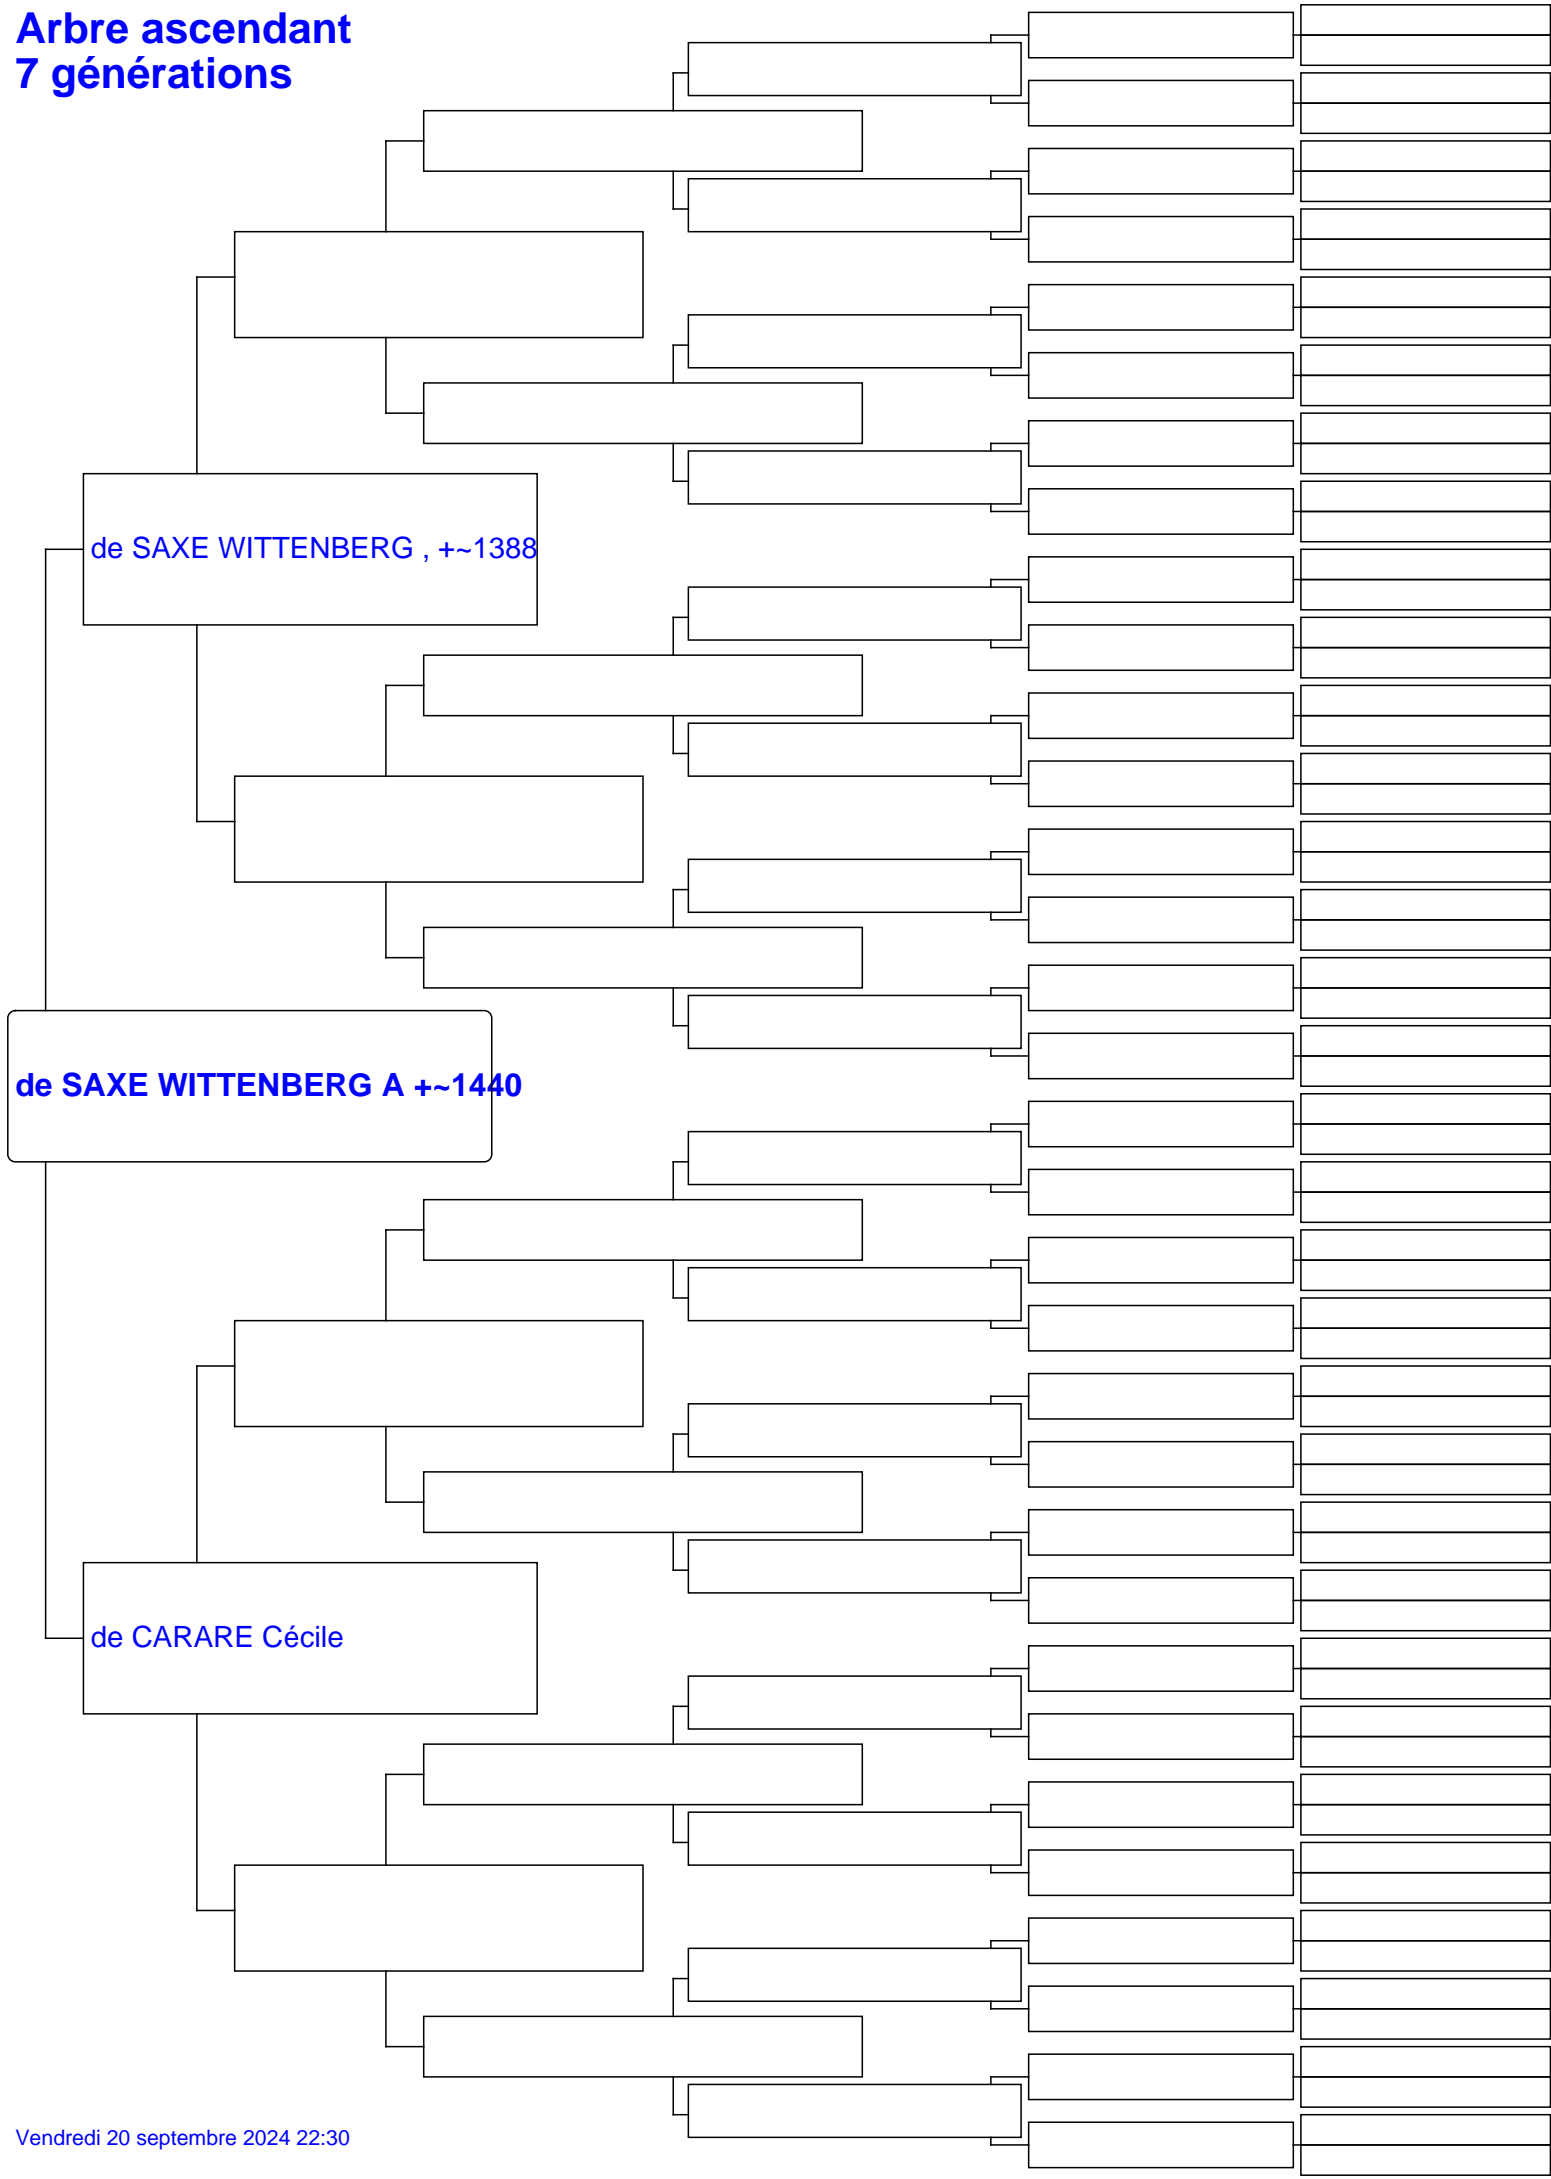 Arbre ascendant
7 générations
de SAXE WITTENBERG , +~1388
de SAXE WITTENBERG A +~1440
de CARARE Cécile
Vendredi 20 septembre 2024 22:30